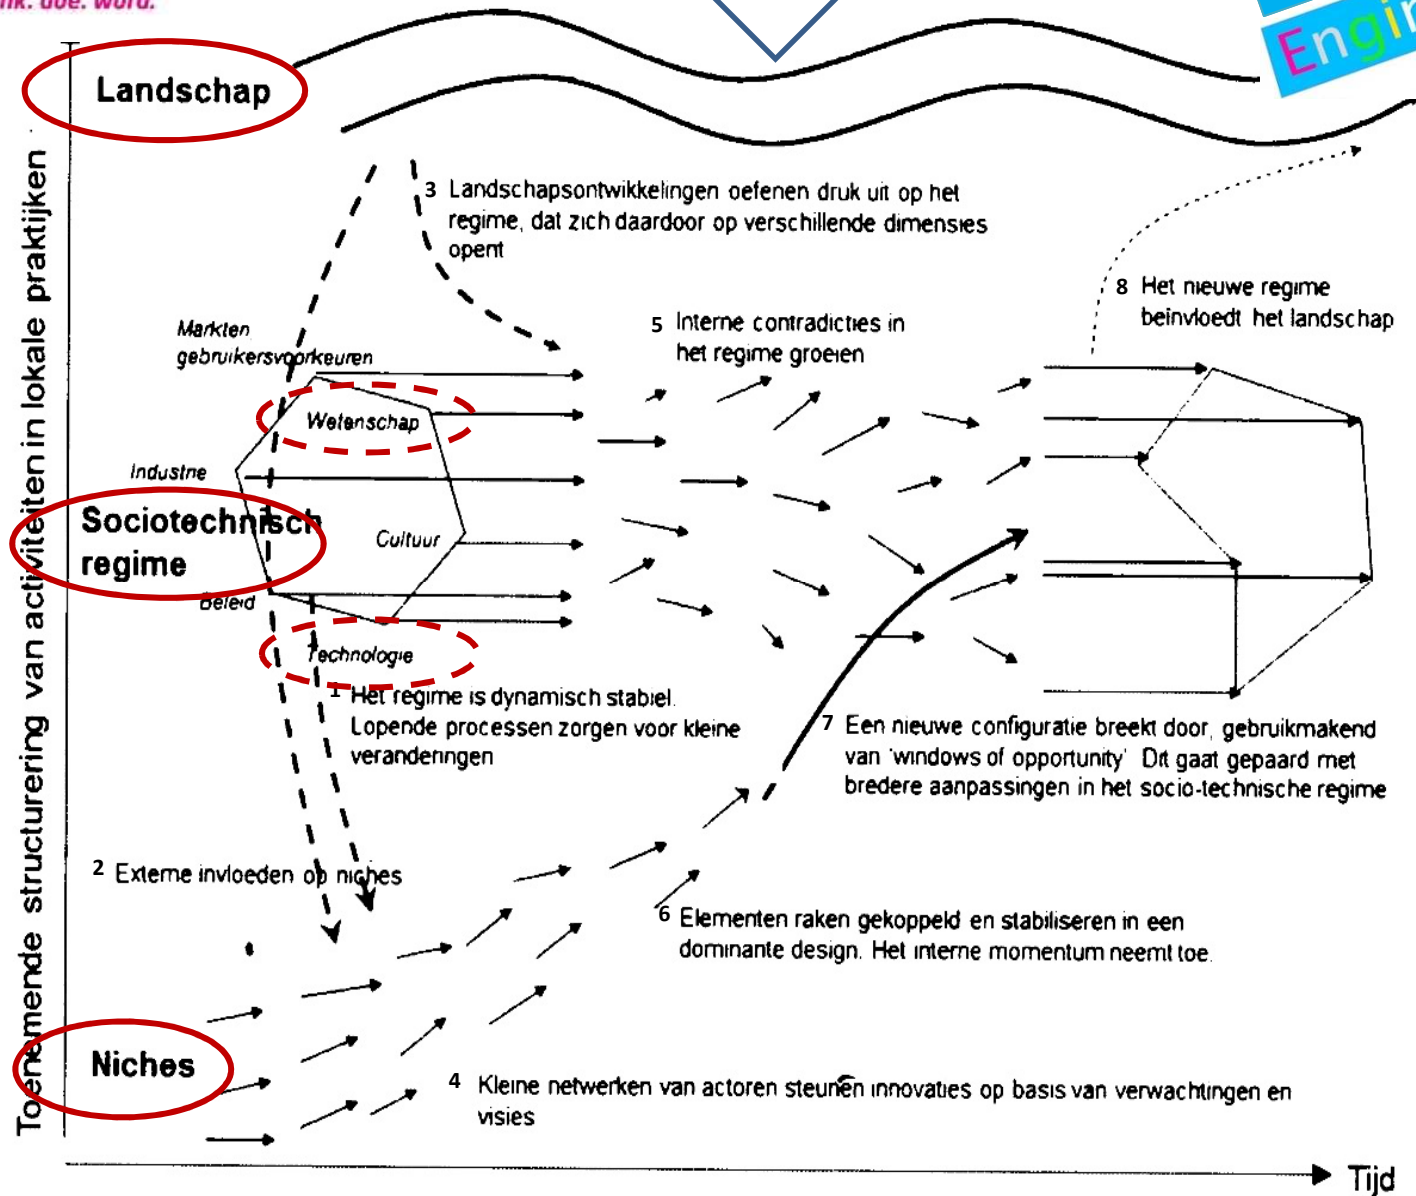 nk. doe. word.
Engi
Landschap
Toenemende structurering van activiteiten in lokale praktijken
3 Landschapsontwikkelingen oefenen druk uit op het
regime, dat zich daardoor op verschillende dimensies
opent
8 Het nieuwe regime
beinvloedt het landschap
Markten
gebruikersvoorkeuren
5 Interne contradicties in
het regime groeien
Wetenschap
Industrie
Sociotechnisch
regime
Cultuur
Beleid
Technologie
1 Het regime is dynamisch stabiel.
Lopende processen zorgen voor kleine
veranderingen
7 Een nieuwe configuratie breekt door, gebruikmakend
van 'windows of opportunity' Dit gaat gepaard met
bredere aanpassingen in het socio-technische regime
2 Externe invloeden op niches
6 Elementen raken gekoppeld en stabiliseren in een
dominante design. Het interne momentum neemt toe.
Niches
4 Kleine netwerken van actoren steunen innovaties op basis van verwachtingen en
visies
Tijd